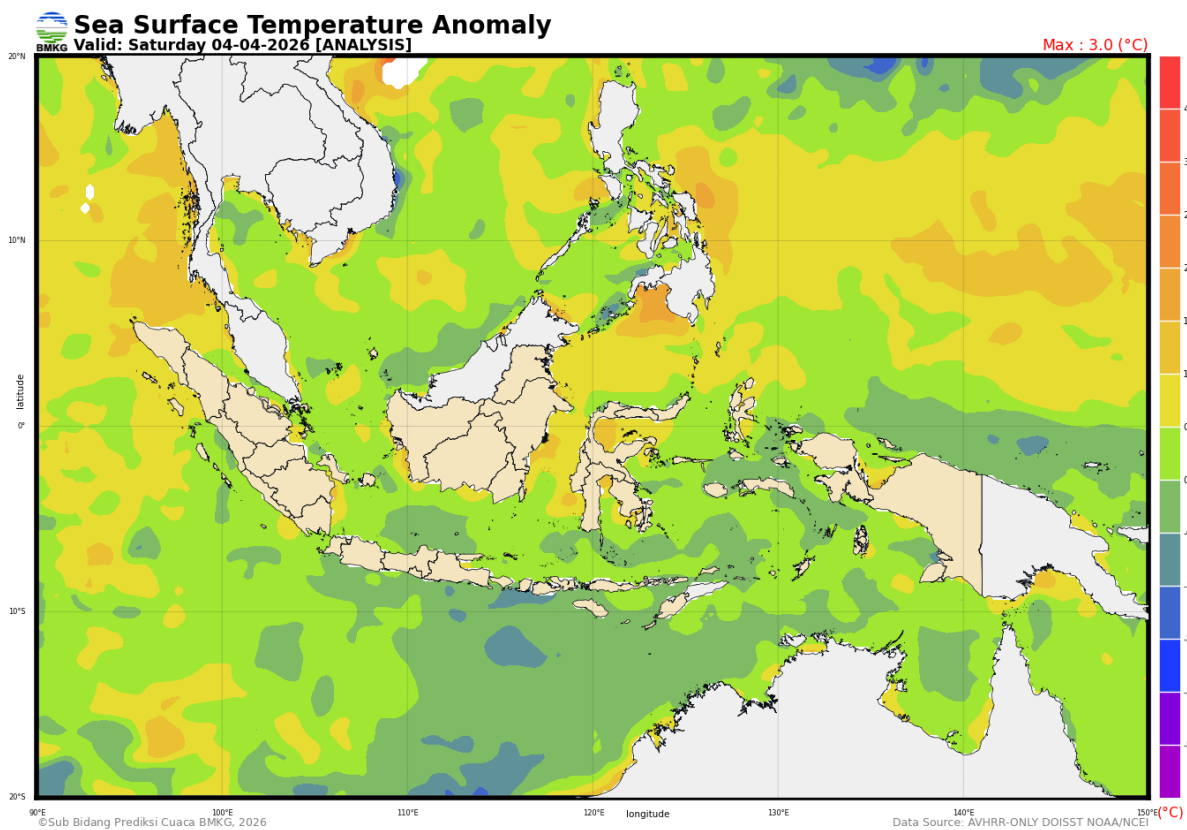 BMKG
Sea Surface Temperature Anomaly
Valid: Saturday 04-04-2026 [ANALYSIS]
Max : 3.0 (°C)
20°N
10°N
latitude
0°
10°S
20°S
90°E
100°E
110°E
120°E
longitude
130°E
140°E
150°E
(°C)
©Sub Bidang Prediksi Cuaca BMKG, 2026
Data Source: AVHRR-ONLY DOISST NOAA/NCEI